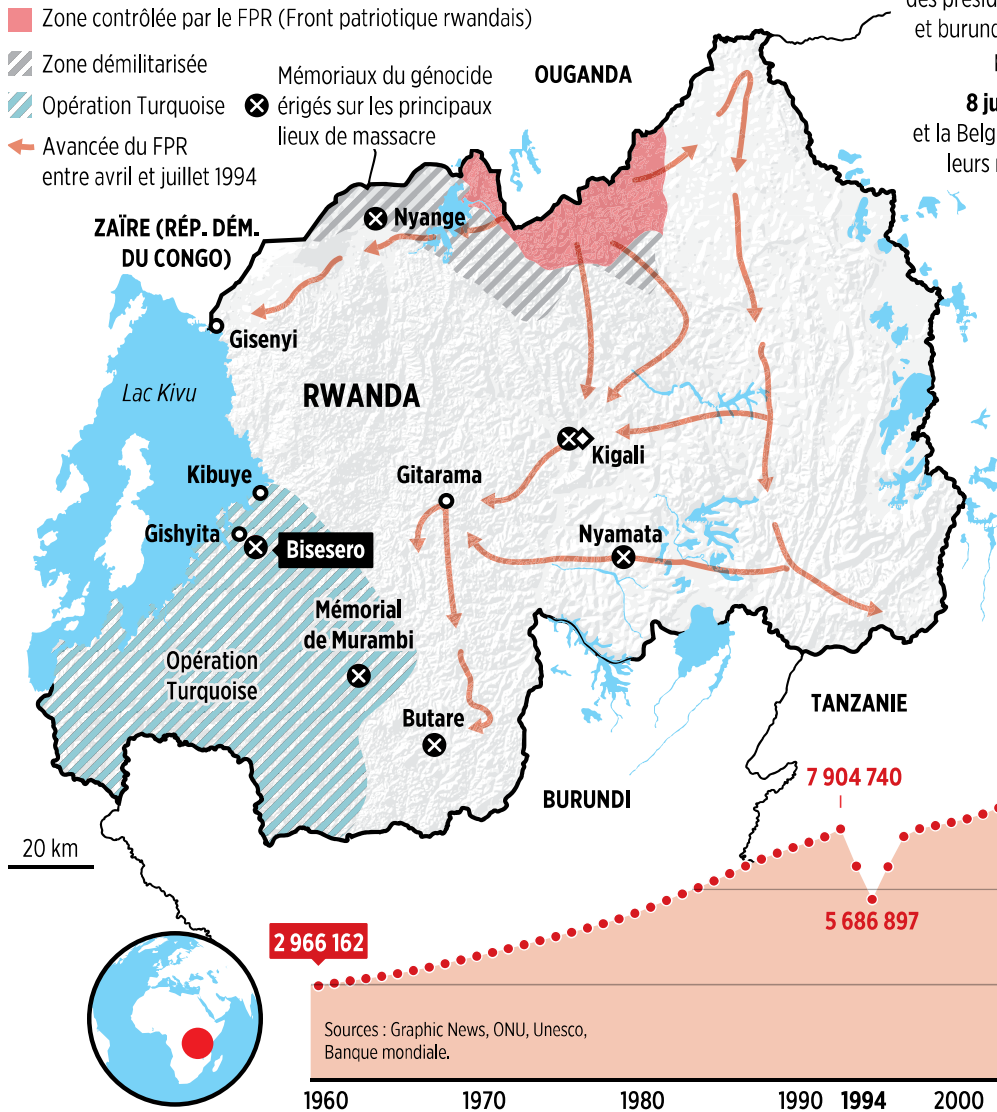 Zone contrôlée par le FPR (Front patriotique rwandais)
Zone démilitarisée
Opération Turquoise
Mémoriaux du génocide
érigés sur les principaux
lieux de massacre
Avancée du FPR
entre avril et juillet 1994
et burund
8 ju
et la Belg
leurs
OUGANDA
ZAÏRE (RÉP. DÉM.
DU CONGO)
Nyange
Gisenyi
Lac Kivu
RWANDA
Kigali
Kibuye
Gitarama
Gishyita
Bisesero
Nyamata
Mémorial
de Murambi
Opération
Turquoise
Butare
TANZANIE
BURUNDI
20 km
7 904 740
5 686 897
2 966 162
Sources : Graphic News, ONU, Unesco,
Banque mondiale.
1960 1970 1980 1990 1994 2000